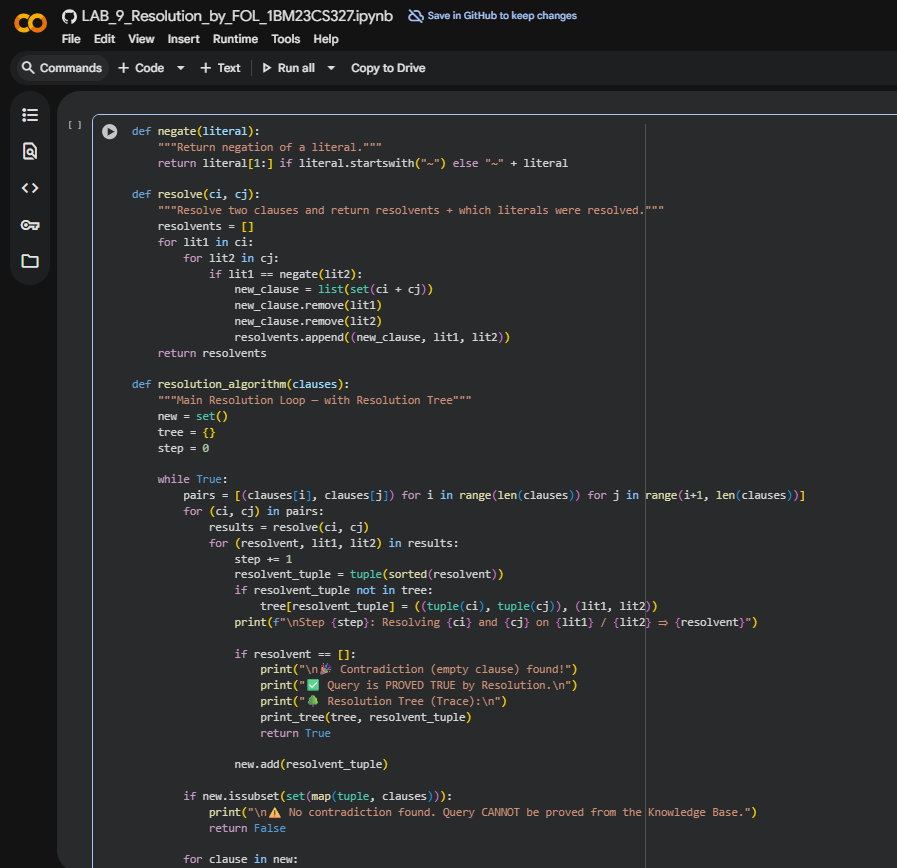 LAB_9_Resolution_by_FOL_1BM23CS327.ipynb Save in GitHub to keep changes
File Edit View Insert Runtime Tools Help
Commands + Code + Text Run all Copy to Drive
[ ]
def negate(literal):
    """Return negation of a literal."""
    return literal[1:] if literal.startswith("~") else "~" + literal
def resolve(ci, cj):
    """Resolve two clauses and return resolvents + which literals were resolved."""
    resolvents = []
    for lit1 in ci:
        for lit2 in cj:
            if lit1 == negate(lit2):
                new_clause = list(set(ci + cj))
                new_clause.remove(lit1)
                new_clause.remove(lit2)
                resolvents.append((new_clause, lit1, lit2))
    return resolvents
def resolution_algorithm(clauses):
    """Main Resolution Loop — with Resolution Tree"""
    new = set()
    tree = {}
    step = 0
    while True:
        pairs = [(clauses[i], clauses[j]) for i in range(len(clauses)) for j in range(i+1, len(clauses))]
        for (ci, cj) in pairs:
            results = resolve(ci, cj)
            for (resolvent, lit1, lit2) in results:
                step += 1
                resolvent_tuple = tuple(sorted(resolvent))
                if resolvent_tuple not in tree:
                    tree[resolvent_tuple] = ((tuple(ci), tuple(cj)), (lit1, lit2))
                print(f"\nStep {step}: Resolving {ci} and {cj} on {lit1} / {lit2} ⇒ {resolvent}")
                if resolvent == []:
                    print("\n🎉 Contradiction (empty clause) found!")
                    print("✅ Query is PROVED TRUE by Resolution.\n")
                    print("🌳 Resolution Tree (Trace):\n")
                    print_tree(tree, resolvent_tuple)
                    return True
                new.add(resolvent_tuple)
        if new.issubset(set(map(tuple, clauses))):
            print("\n⚠️ No contradiction found. Query CANNOT be proved from the Knowledge Base.")
            return False
        for clause in new: